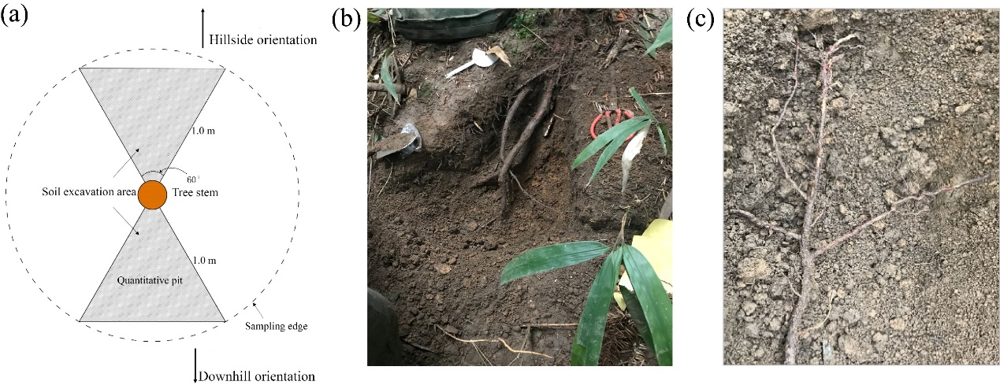 (a)
Hillside orientation
1.0 m
60°
Soil excavation area
Tree stem
1.0 m
Quantitative pit
Sampling edge
Downhill orientation
(b)
(c)